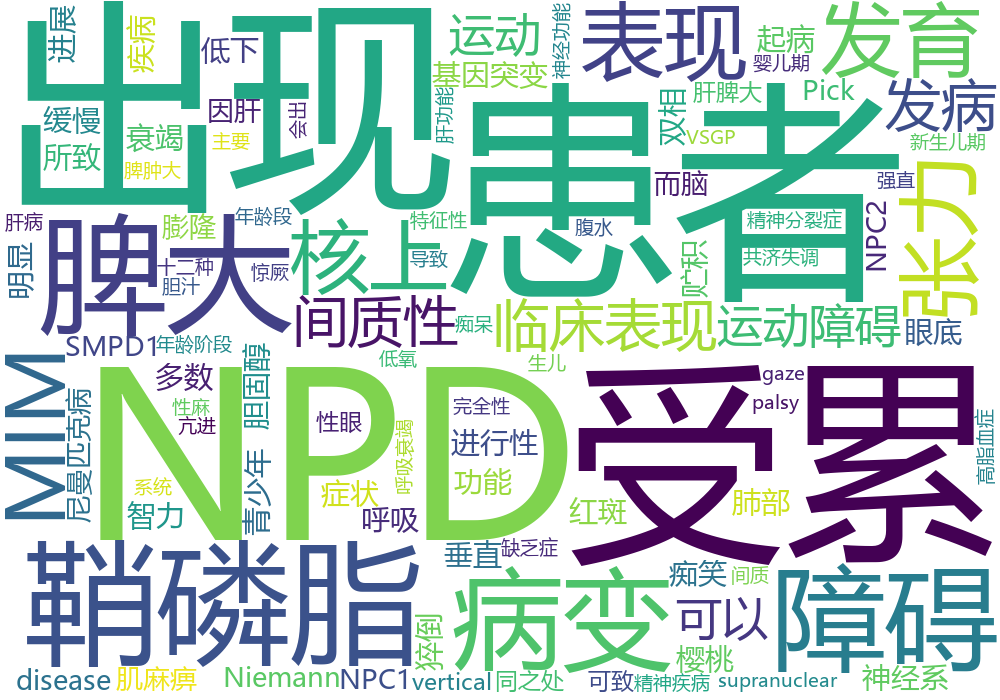 出现
患者
表现
发育
进展
疾病
低下
运动
基因突变
神经功能
起病
婴儿期
因肝
会出
肝功能
双相
肝脾大
Pick
发病
缓慢
衰竭
主要
VSGP
新生儿期
所致
脾肿大
而脑
强直
张力
肝病
脾大
年龄段
膨隆
核上
特征性
腹水
精神分裂症
NPC2
明显
十二种
胆汁
惊厥
导致
贮积
共济失调
间质性
痴呆
临床表现
运动障碍
眼底
SMPD1
年龄阶段
低氧
生儿
MIM
尼曼匹克病
多数
胆固醇
NPD
受累
gaze
palsy
性麻
亢进
性眼
完全性
呼吸衰竭
进行性
高脂血症
青少年
系统
症状
功能
智力
呼吸
红斑
肺部
鞘磷脂
垂直
缺乏症
病变
痴笑
间质
障碍
猝倒
可以
樱桃
disease
肌麻痹
Niemann
NPC1
vertical
同之处
可致
精神疾病
supranuclear
神经系